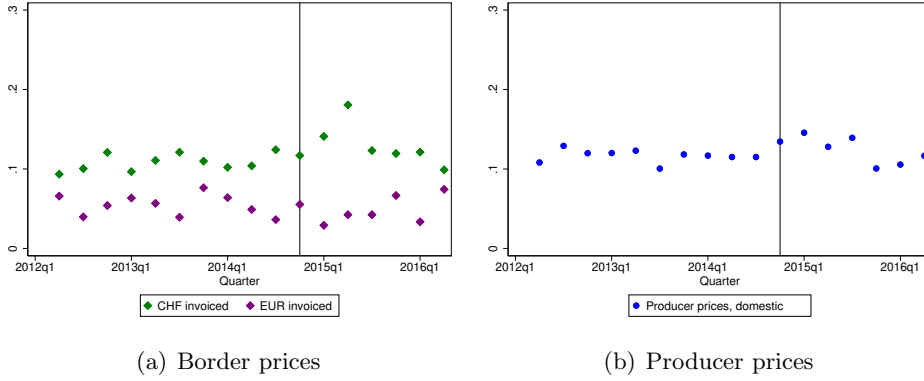 .3
.2
.1
0
2012q1 2013q1 2014q1 2015q1 2016q1
Quarter
CHF invoiced EUR invoiced
(a) Border prices
.3
.2
.1
0
2012q1 2013q1 2014q1 2015q1 2016q1
Quarter
Producer prices, domestic
(b) Producer prices